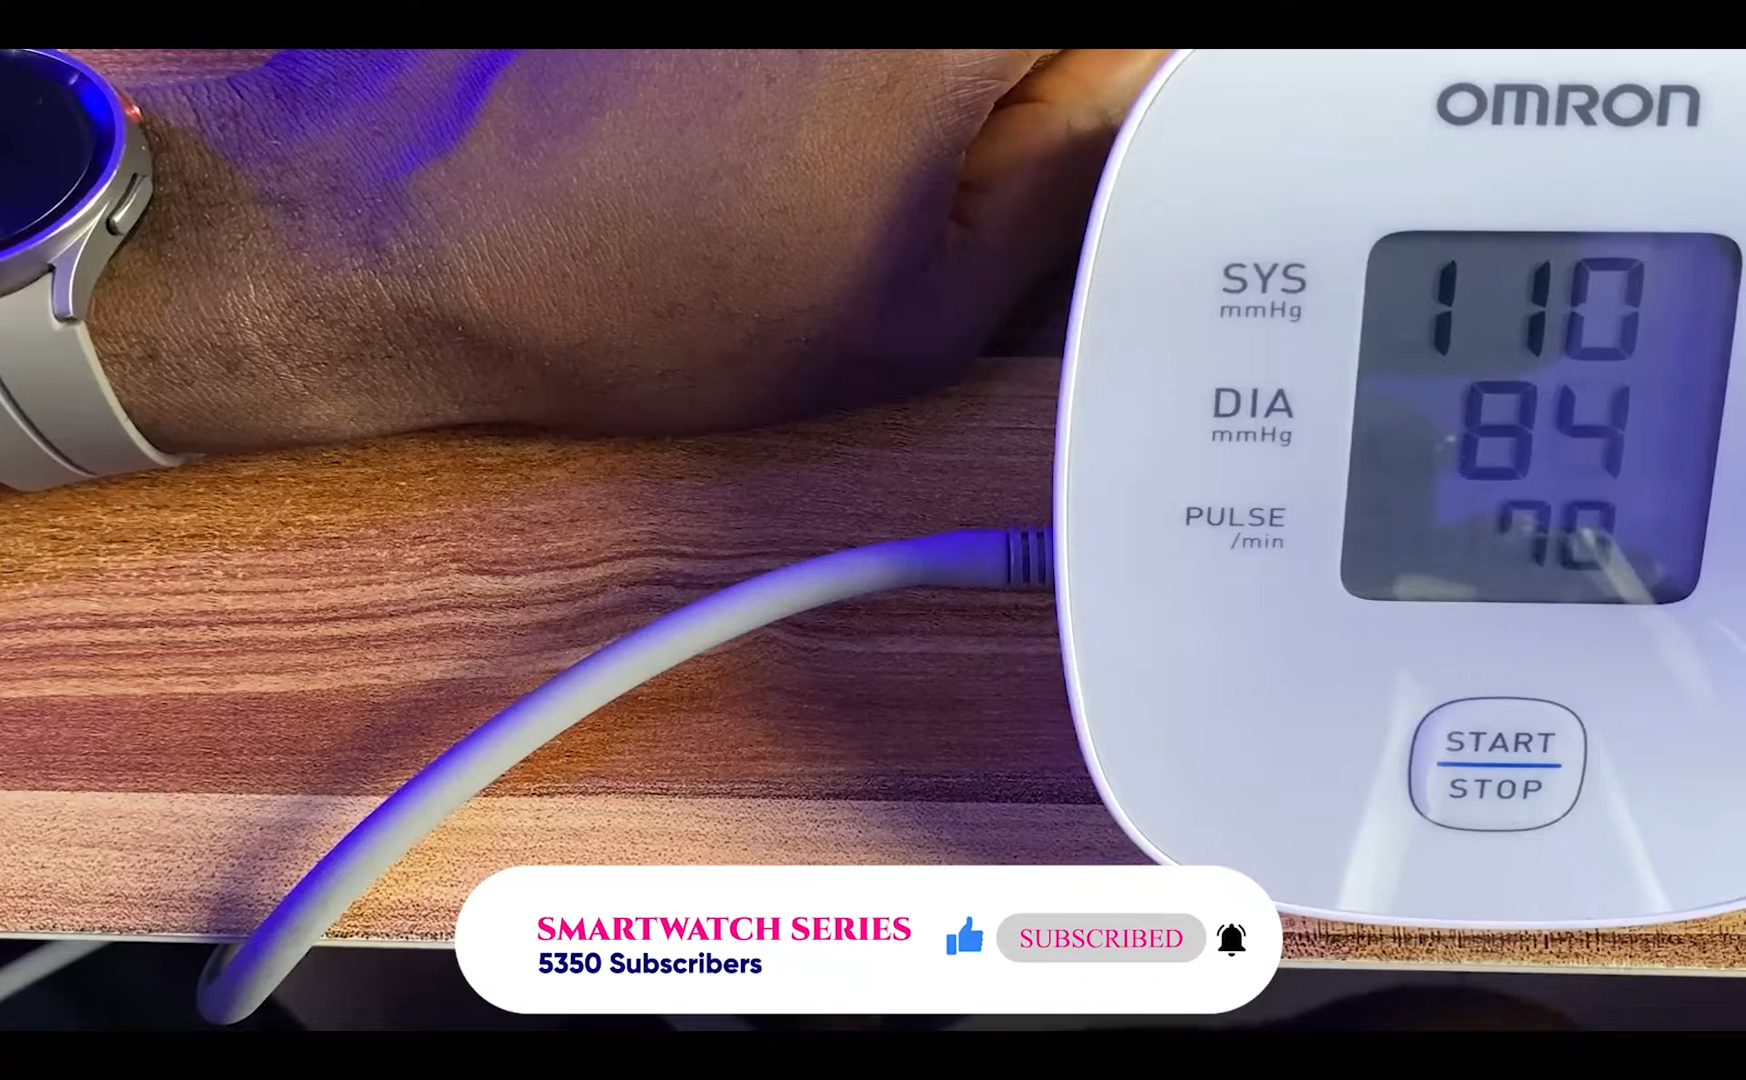 OMRON
SYS
mmHg
110
DIA
mmHg
84
PULSE
/min
START
STOP
SMARTWATCH SERIES
5350 Subscribers
SUBSCRIBED